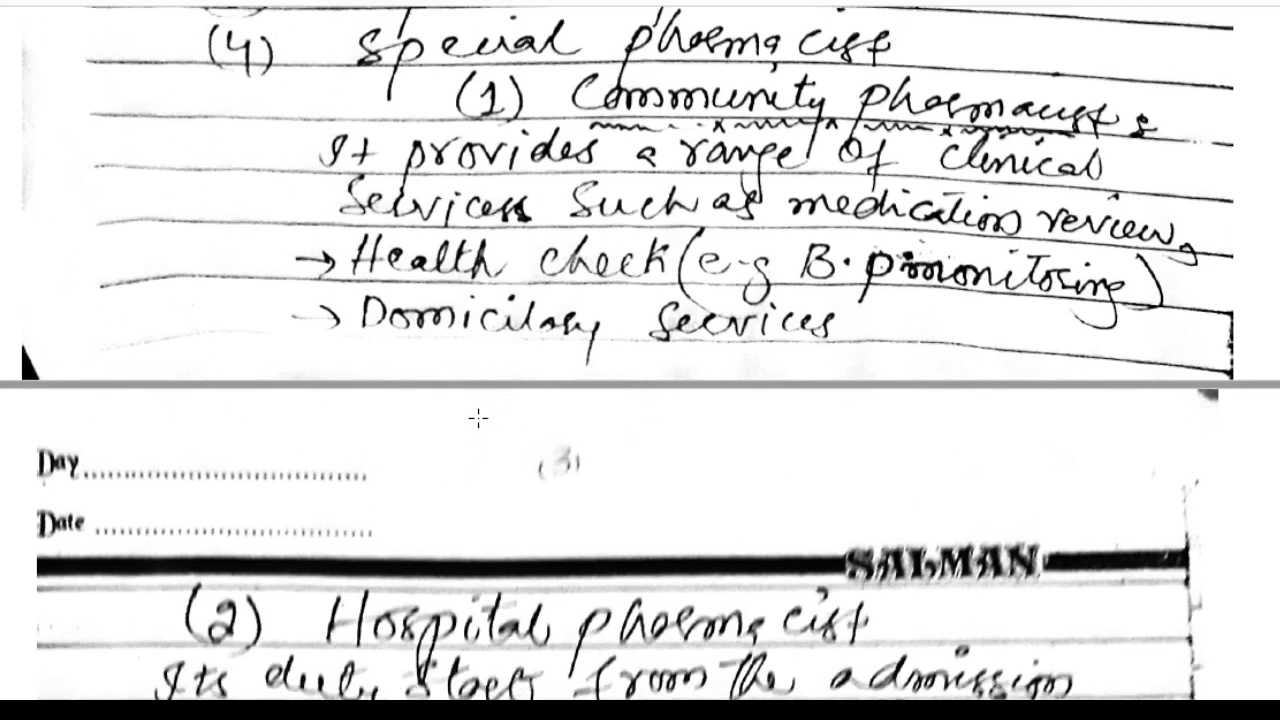 (4) Special pharmacist
(1) Community pharmacist :
It provides a range of clinical
Services Such as medication review,
→ Health check (e.g B.P monitoring)
→ Domicilary Services
Day
(3)
Date
SALMAN
(2) Hospital pharmacist
Its duty start from the admission